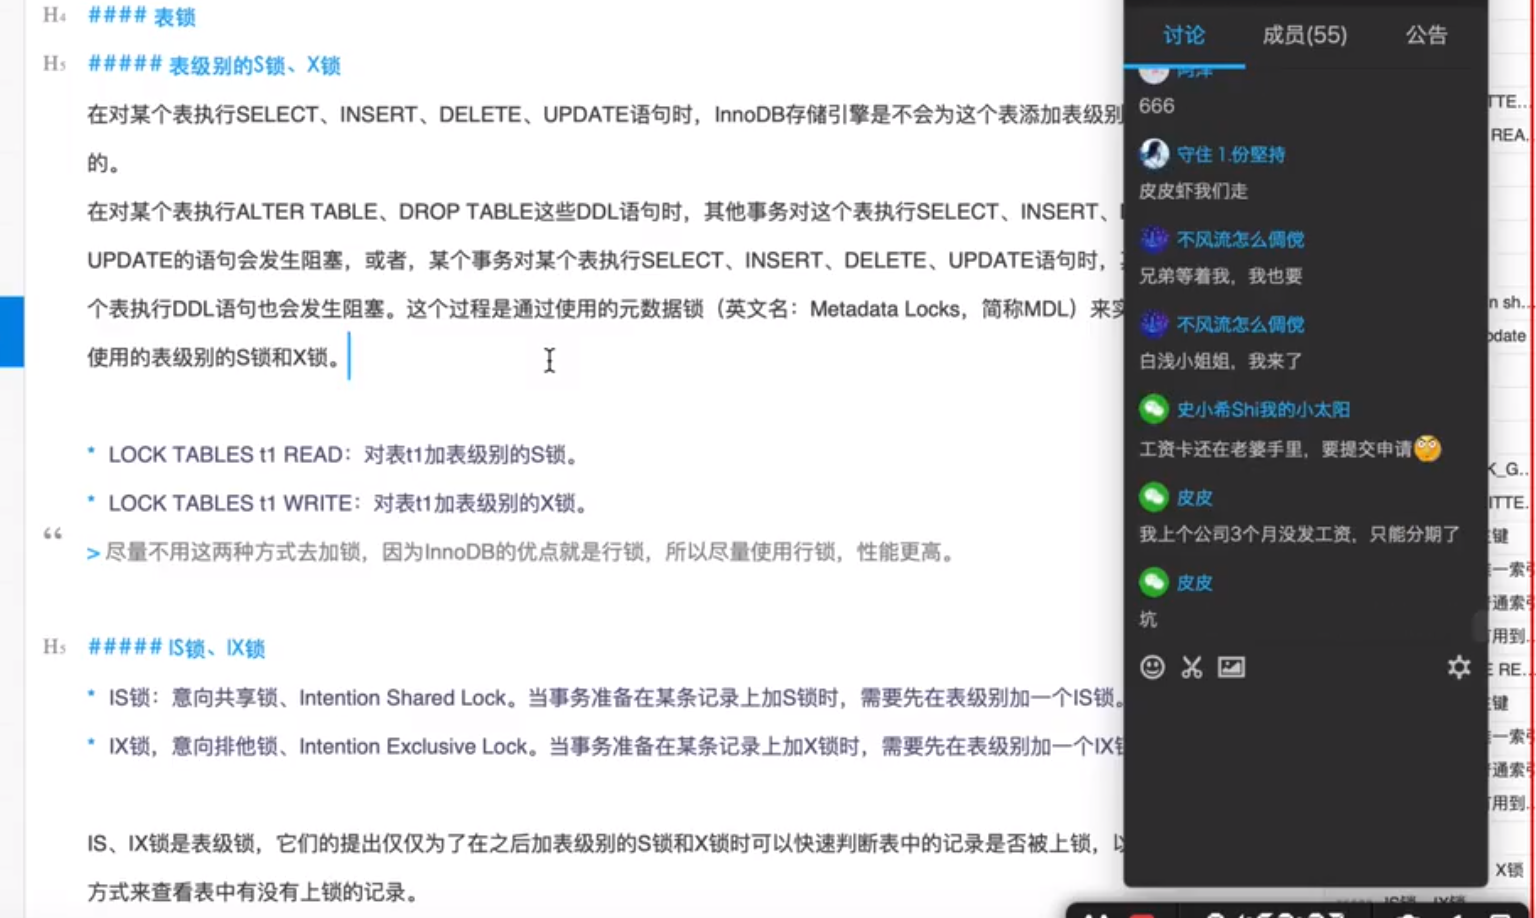 H4 #### 表锁
H5 ##### 表级别的S锁、X锁
在对某个表执行SELECT、INSERT、DELETE、UPDATE语句时，InnoDB存储引擎是不会为这个表添加表级别
的。
在对某个表执行ALTER TABLE、DROP TABLE这些DDL语句时，其他事务对这个表执行SELECT、INSERT、
UPDATE的语句会发生阻塞，或者，某个事务对某个表执行SELECT、INSERT、DELETE、UPDATE语句时，
个表执行DDL语句也会发生阻塞。这个过程是通过使用的元数据锁（英文名：Metadata Locks，简称MDL）来实
使用的表级别的S锁和X锁。
* LOCK TABLES t1 READ：对表t1加表级别的S锁。
* LOCK TABLES t1 WRITE：对表t1加表级别的X锁。
> 尽量不用这两种方式去加锁，因为InnoDB的优点就是行锁，所以尽量使用行锁，性能更高。
H5 ##### IS锁、IX锁
* IS锁：意向共享锁、Intention Shared Lock。当事务准备在某条记录上加S锁时，需要先在表级别加一个IS锁。
* IX锁，意向排他锁、Intention Exclusive Lock。当事务准备在某条记录上加X锁时，需要先在表级别加一个IX锁
IS、IX锁是表级锁，它们的提出仅仅为了在之后加表级别的S锁和X锁时可以快速判断表中的记录是否被上锁，以
方式来查看表中有没有上锁的记录。
讨论 成员(55) 公告
666
守住 1.份堅持
皮皮虾我们走
不风流怎么倜傥
兄弟等着我，我也要
不风流怎么倜傥
白浅小姐姐，我来了
史小希Shi我的小太阳
工资卡还在老婆手里，要提交申请
皮皮
我上个公司3个月没发工资，只能分期了
皮皮
坑
TTE...
REA...
n sh...
pdate
K_G...
ITTE.
键
一索引
通索引
用到...
E RE...
键
一索引
通索引
用到...
X锁
IS锁、IX锁